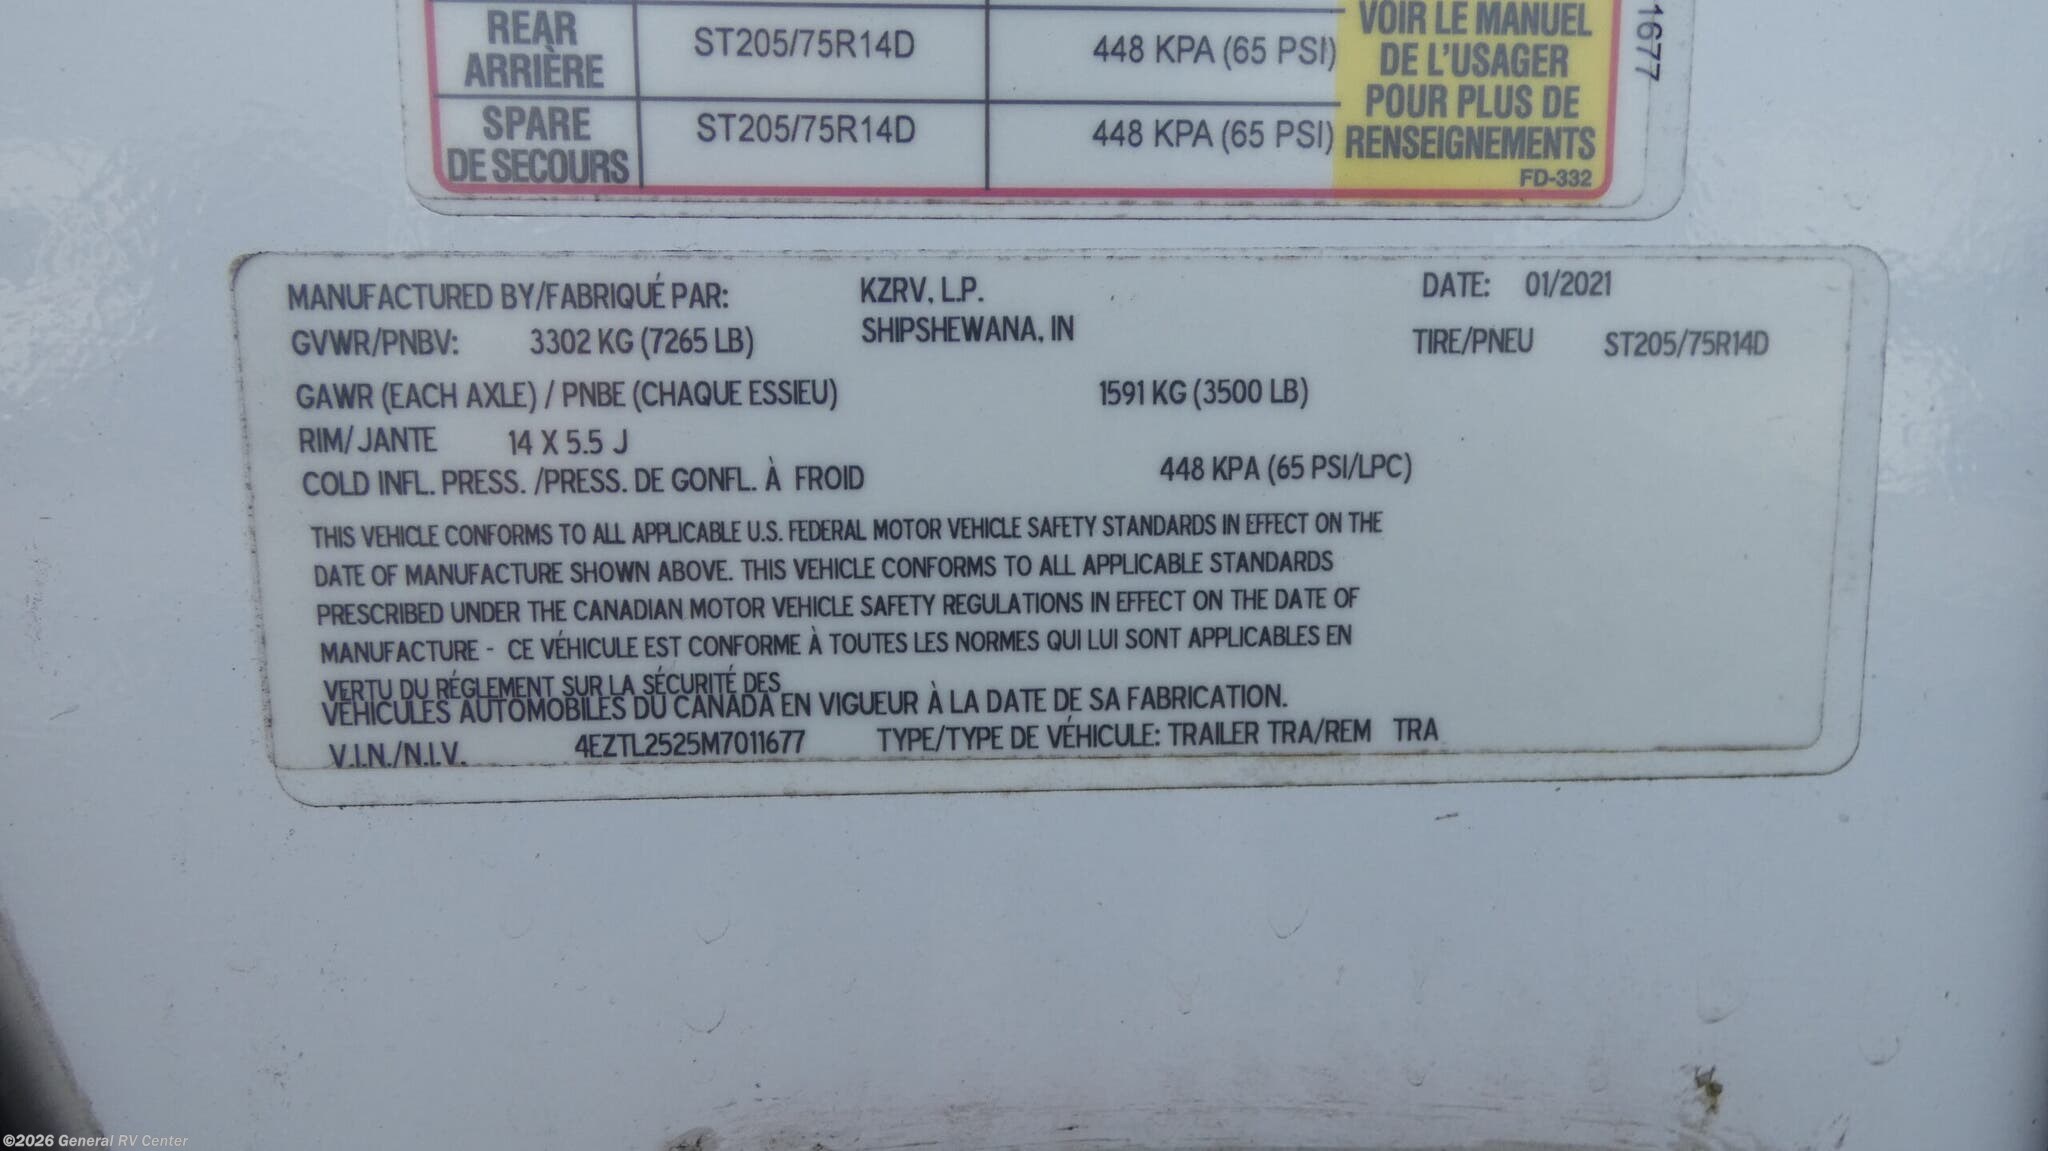 REAR
ARRIÈRE
ST205/75R14D
448 KPA (65 PSI)
SPARE
DE SECOURS
ST205/75R14D
448 KPA (65 PSI)
VOIR LE MANUEL
DE L'USAGER
POUR PLUS DE
RENSEIGNEMENTS
FD-332
1677
MANUFACTURED BY/FABRIQUÉ PAR: KZRV, L.P. DATE: 01/2021
GVWR/PNBV: 3302 KG (7265 LB) SHIPSHEWANA, IN TIRE/PNEU ST205/75R14D
GAWR (EACH AXLE) / PNBE (CHAQUE ESSIEU) 1591 KG (3500 LB)
RIM/JANTE 14 X 5.5 J
COLD INFL. PRESS. /PRESS. DE GONFL. À FROID 448 KPA (65 PSI/LPC)
THIS VEHICLE CONFORMS TO ALL APPLICABLE U.S. FEDERAL MOTOR VEHICLE SAFETY STANDARDS IN EFFECT ON THE
DATE OF MANUFACTURE SHOWN ABOVE. THIS VEHICLE CONFORMS TO ALL APPLICABLE STANDARDS
PRESCRIBED UNDER THE CANADIAN MOTOR VEHICLE SAFETY REGULATIONS IN EFFECT ON THE DATE OF
MANUFACTURE - CE VÉHICULE EST CONFORME À TOUTES LES NORMES QUI LUI SONT APPLICABLES EN
VERTU DU RÉGLEMENT SUR LA SÉCURITÉ DES
VÉHICULES AUTOMOBILES DU CANADA EN VIGUEUR À LA DATE DE SA FABRICATION.
V.I.N./N.I.V. 4EZTL2525M7011677 TYPE/TYPE DE VÉHICULE: TRAILER TRA/REM TRA
©2026 General RV Center